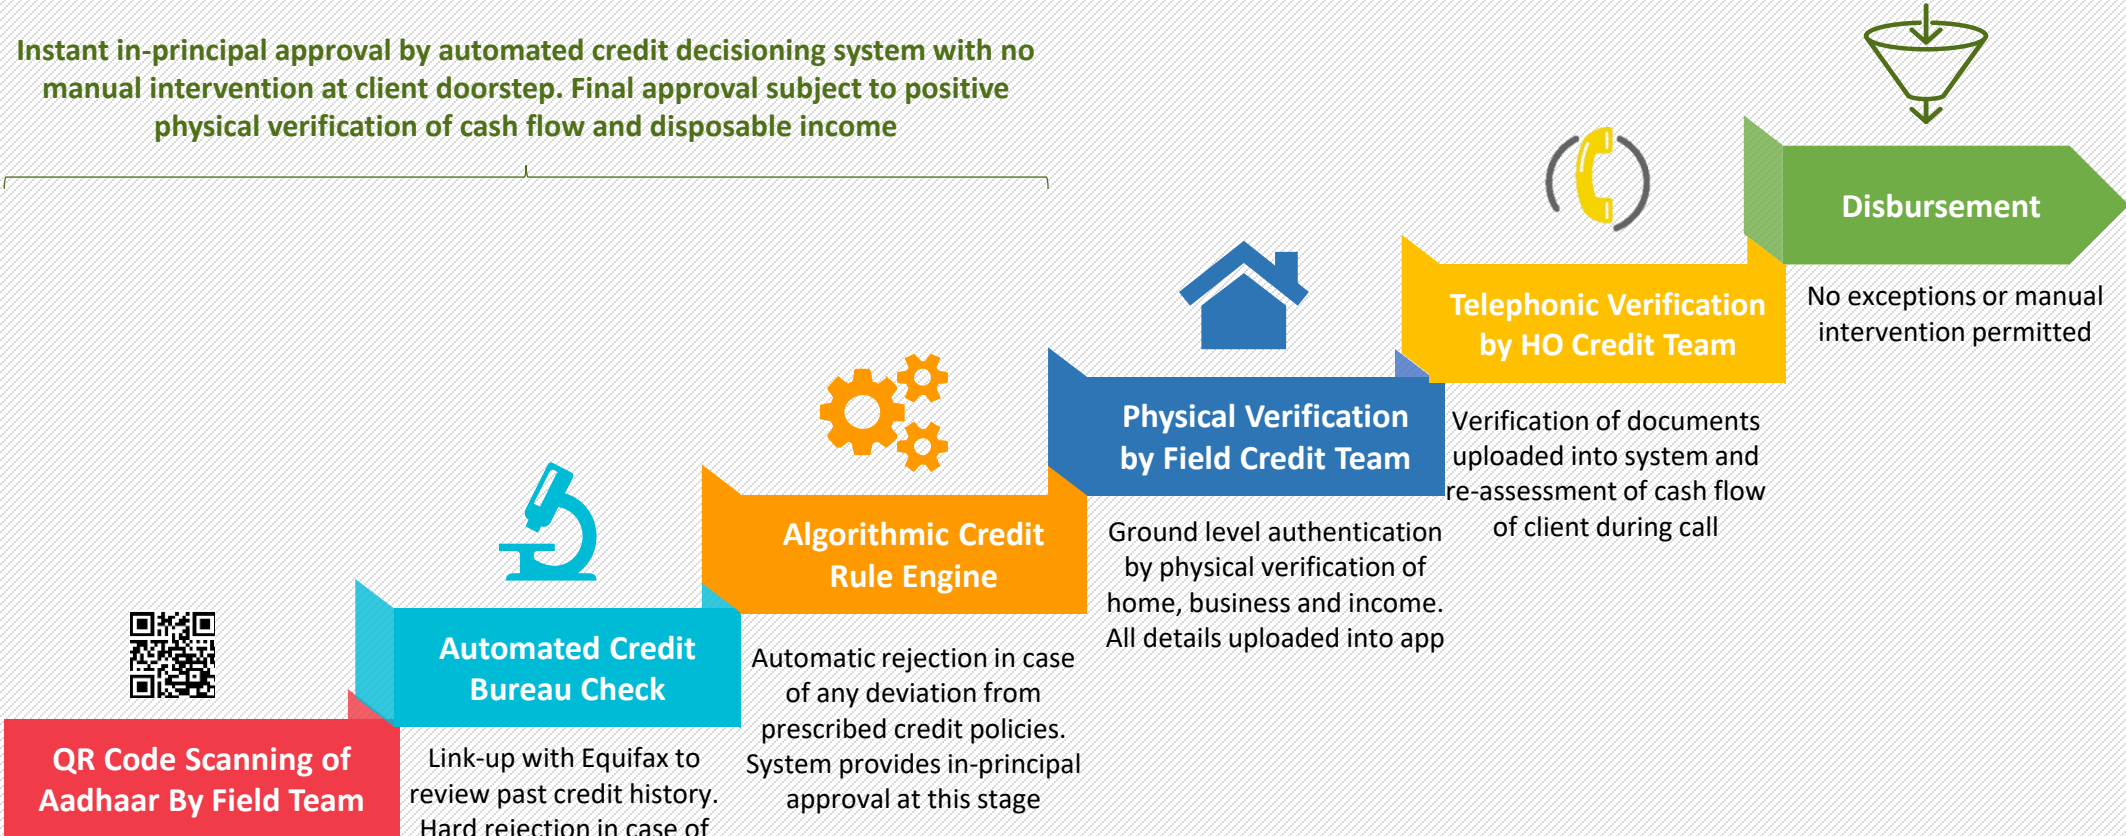 Instant in-principal approval by automated credit decisioning system with no
manual intervention at client doorstep. Final approval subject to positive
physical verification of cash flow and disposable income
QR Code Scanning of
Aadhaar By Field Team
Automated Credit
Bureau Check
Link-up with Equifax to
review past credit history.
Hard rejection in case of
Algorithmic Credit
Rule Engine
Automatic rejection in case
of any deviation from
prescribed credit policies.
System provides in-principal
approval at this stage
Physical Verification
by Field Credit Team
Ground level authentication
by physical verification of
home, business and income.
All details uploaded into app
Telephonic Verification
by HO Credit Team
Verification of documents
uploaded into system and
re-assessment of cash flow
of client during call
Disbursement
No exceptions or manual
intervention permitted